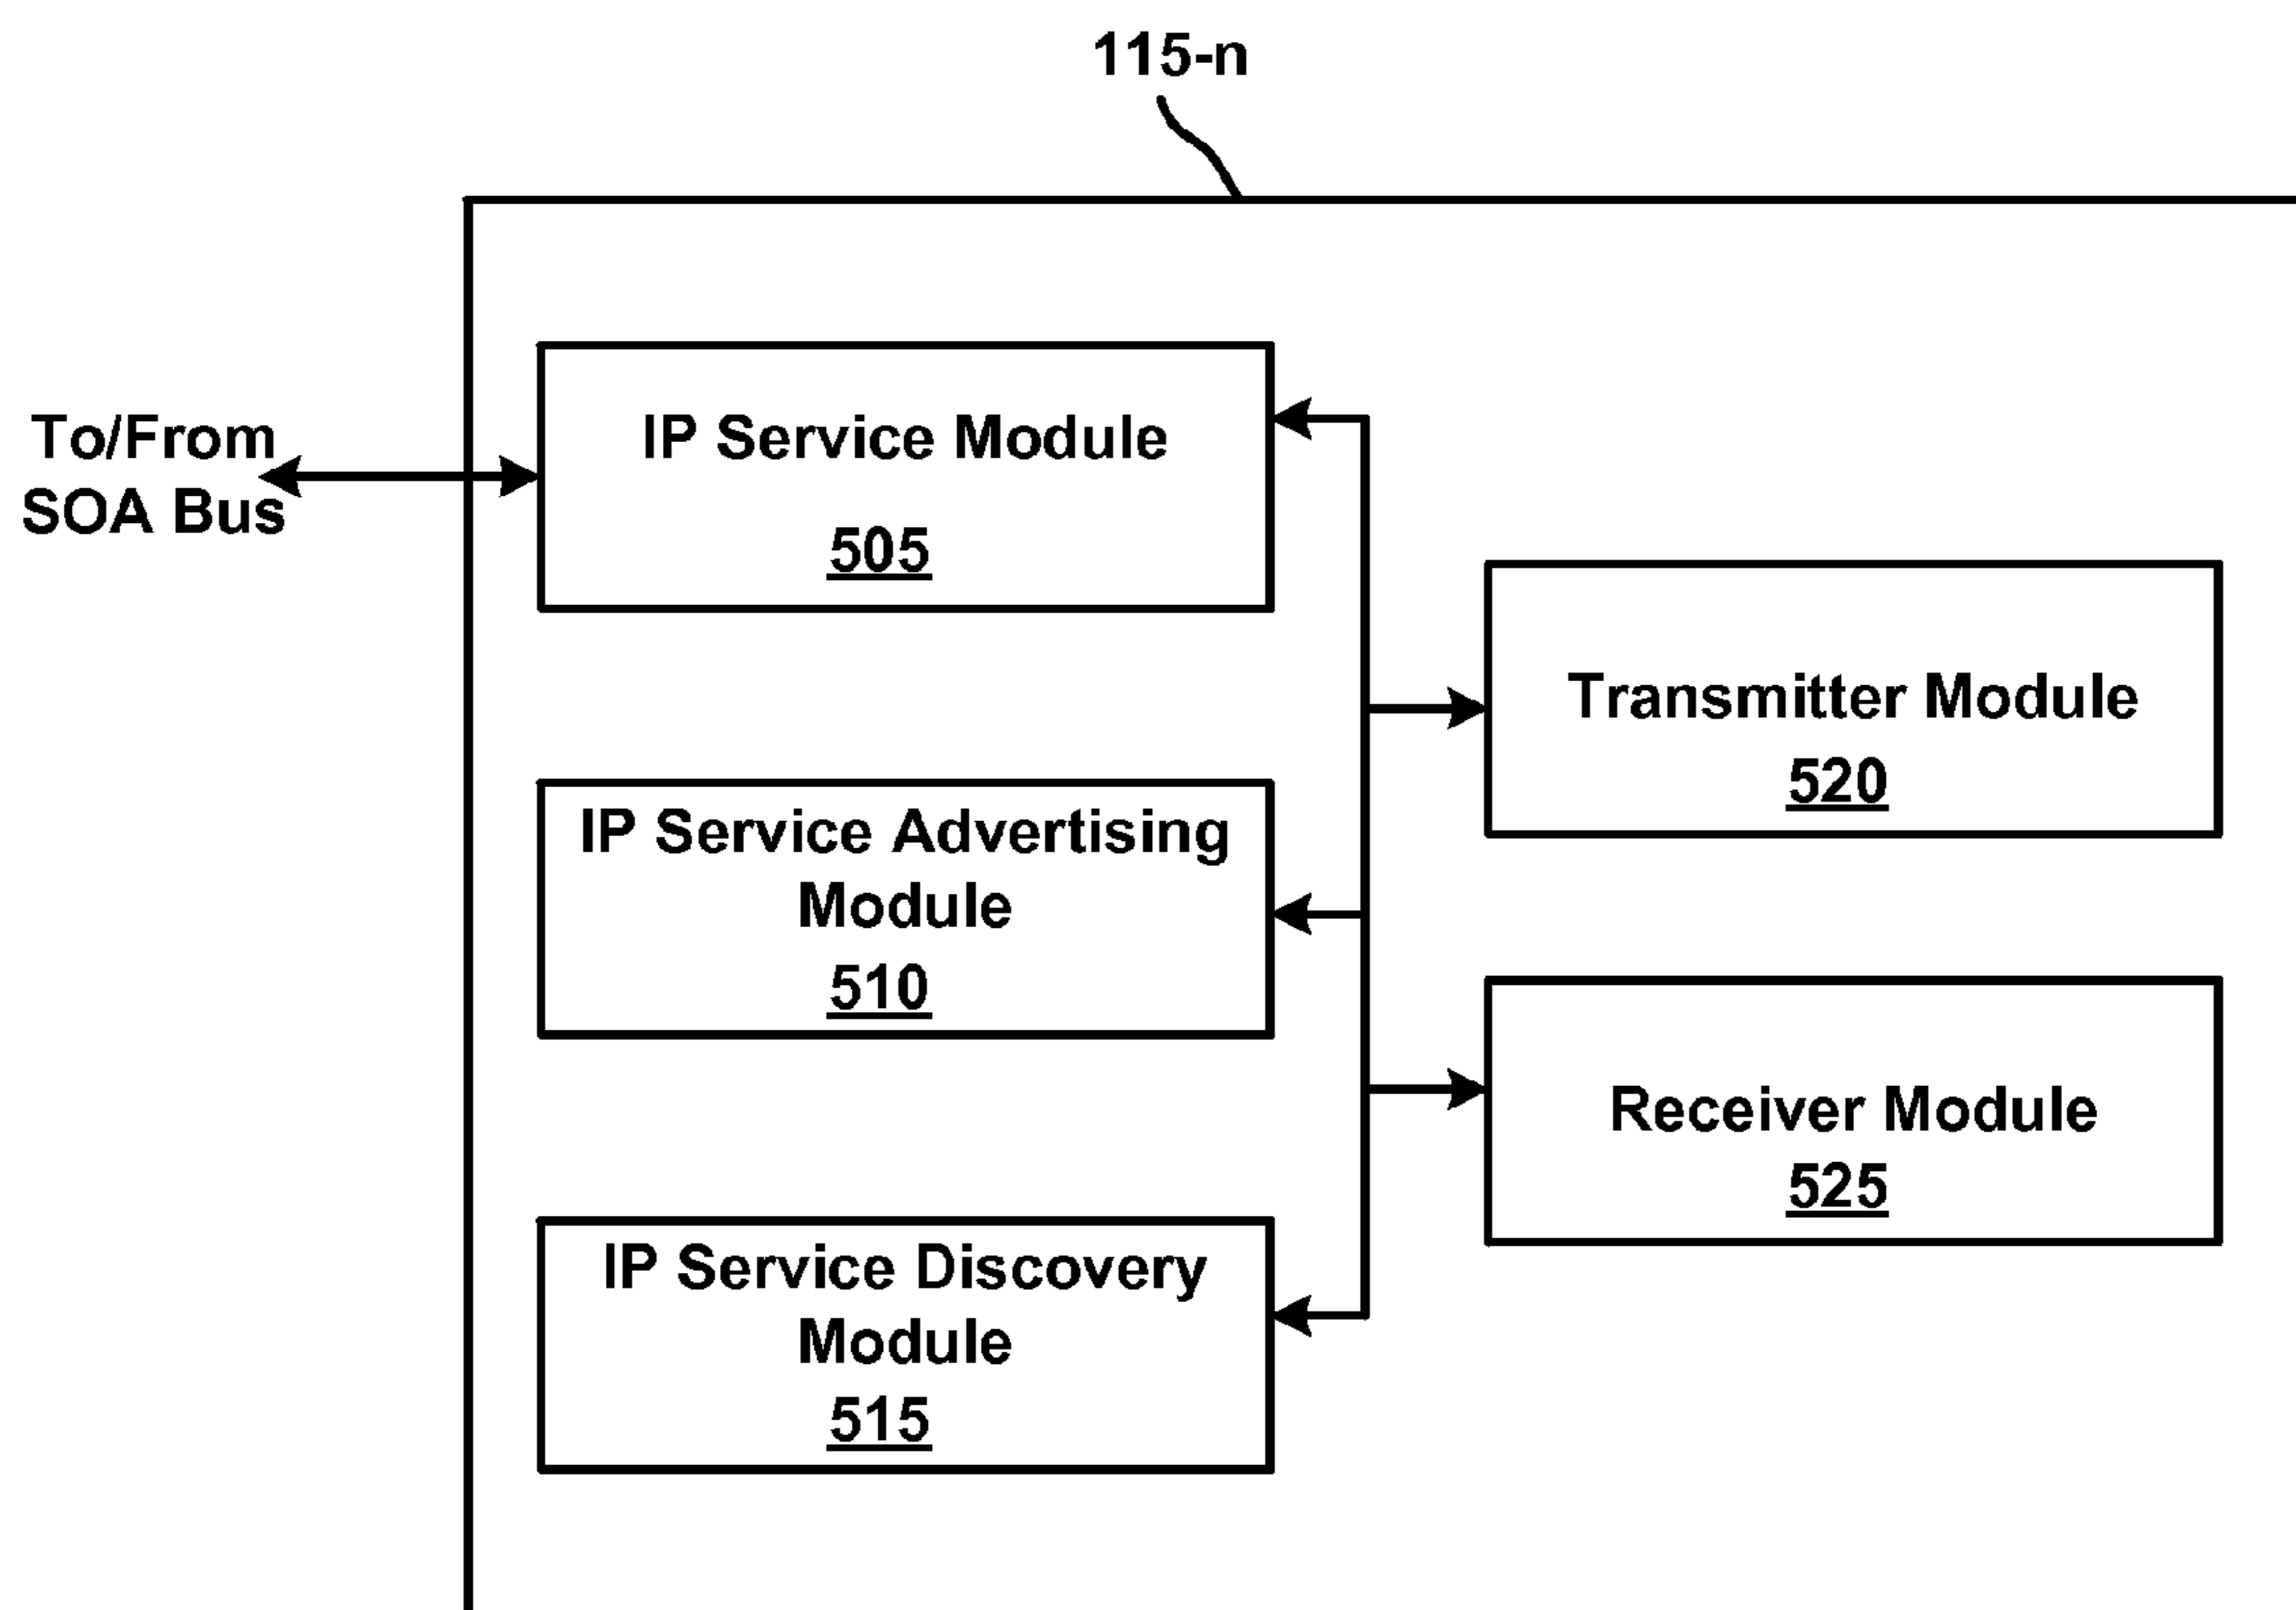 115-n
To/From
SOA Bus
IP Service Module
505
Transmitter Module
520
IP Service Advertising
Module
510
Receiver Module
525
IP Service Discovery
Module
515